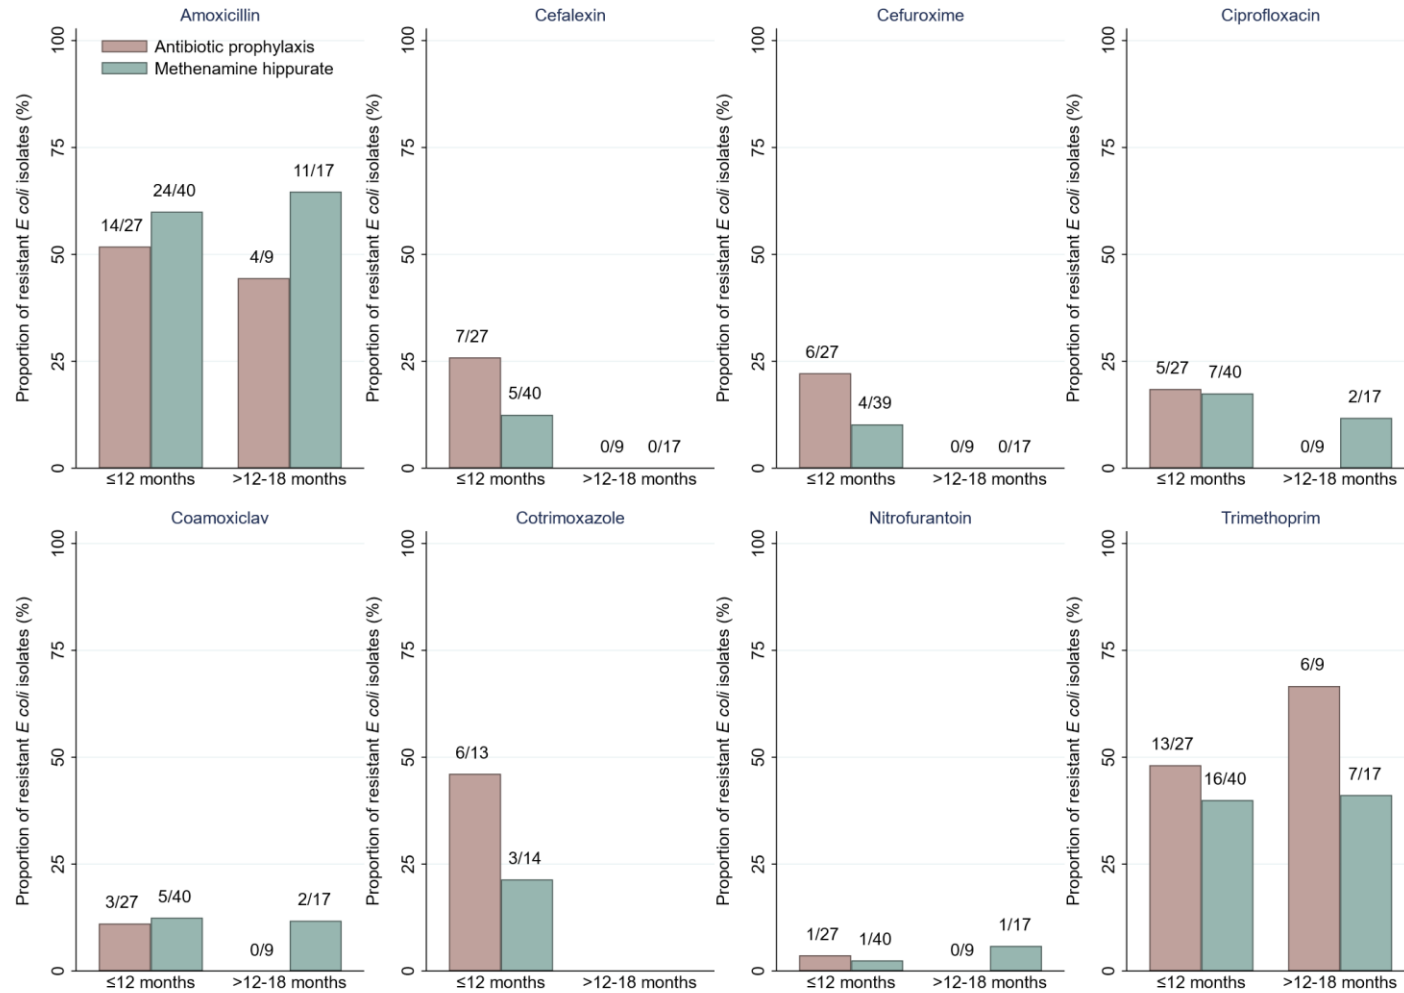 Amoxicillin
Antibiotic prophylaxis
Methenamine hippurate
Proportion of resistant E coli isolates (%)
100
75
50
25
0
14/27
24/40
4/9
11/17
≤12 months
>12-18 months
Cefalexin
Proportion of resistant E coli isolates (%)
100
75
50
25
0
7/27
5/40
0/9
0/17
≤12 months
>12-18 months
Cefuroxime
Proportion of resistant E coli isolates (%)
100
75
50
25
0
6/27
4/39
0/9
0/17
≤12 months
>12-18 months
Ciprofloxacin
Proportion of resistant E coli isolates (%)
100
75
50
25
0
5/27
7/40
0/9
2/17
≤12 months
>12-18 months
Coamoxiclav
Proportion of resistant E coli isolates (%)
100
75
50
25
0
3/27
5/40
0/9
2/17
≤12 months
>12-18 months
Cotrimoxazole
Proportion of resistant E coli isolates (%)
100
75
50
25
0
6/13
3/14
≤12 months
>12-18 months
Nitrofurantoin
Proportion of resistant E coli isolates (%)
100
75
50
25
0
1/27
1/40
0/9
1/17
≤12 months
>12-18 months
Trimethoprim
Proportion of resistant E coli isolates (%)
100
75
50
25
0
13/27
16/40
6/9
7/17
≤12 months
>12-18 months